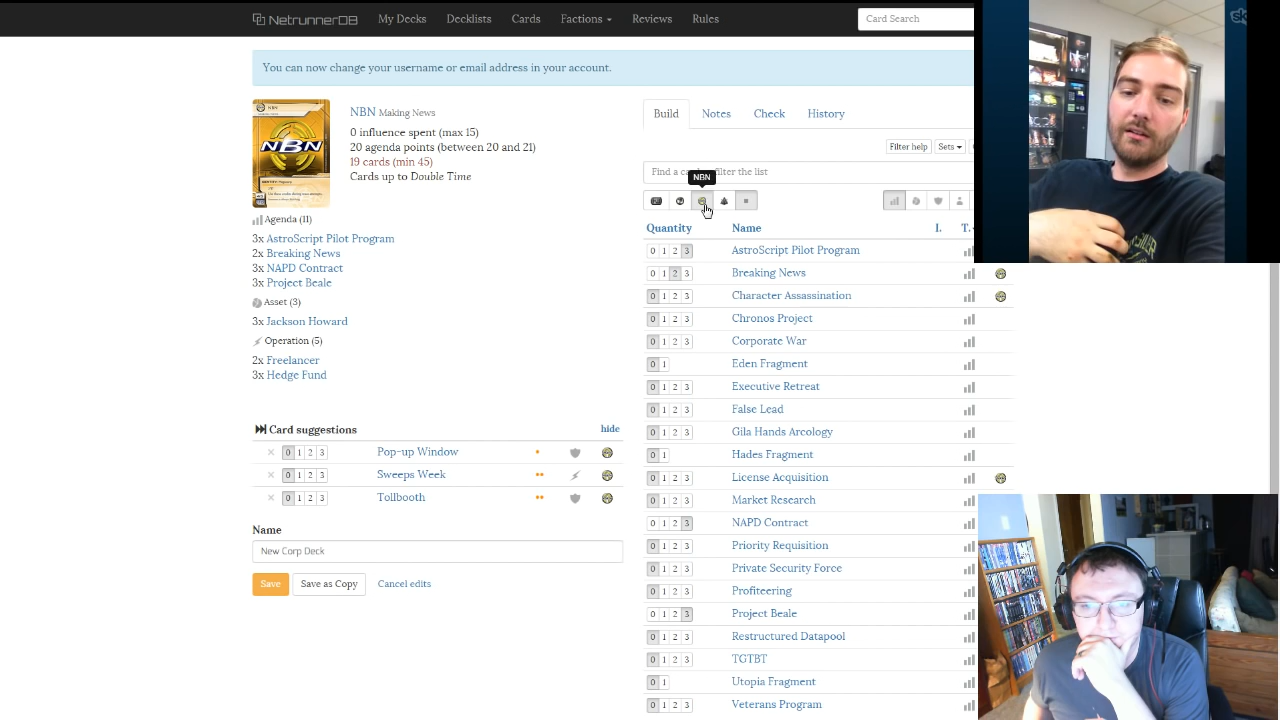 NetrunnerDB My Decks Decklists Cards Factions Reviews Rules Card Search
You can now change your username or email address in your account.
NBN Making News
0 influence spent (max 15)
20 agenda points (between 20 and 21)
19 cards (min 45)
Cards up to Double Time
NBN
Agenda (11)
3x AstroScript Pilot Program
2x Breaking News
3x NAPD Contract
3x Project Beale
Asset (3)
3x Jackson Howard
Operation (5)
2x Freelancer
3x Hedge Fund
Card suggestions hide
0 1 2 3 Pop-up Window
0 1 2 3 Sweeps Week
0 1 2 3 Tollbooth
Name
New Corp Deck
Save Save as Copy Cancel edits
Build Notes Check History
Filter help Sets
Find a ca filter the list
NBN
Quantity Name I. T.
0 1 2 3 AstroScript Pilot Program
0 1 2 3 Breaking News
0 1 2 3 Character Assassination
0 1 2 3 Chronos Project
0 1 2 3 Corporate War
0 1 Eden Fragment
0 1 2 3 Executive Retreat
0 1 2 3 False Lead
0 1 2 3 Gila Hands Arcology
0 1 Hades Fragment
0 1 2 3 License Acquisition
0 1 2 3 Market Research
0 1 2 3 NAPD Contract
0 1 2 3 Priority Requisition
0 1 2 3 Private Security Force
0 1 2 3 Profiteering
0 1 2 3 Project Beale
0 1 2 3 Restructured Datapool
0 1 2 3 TGTBT
0 1 Utopia Fragment
0 1 2 3 Veterans Program